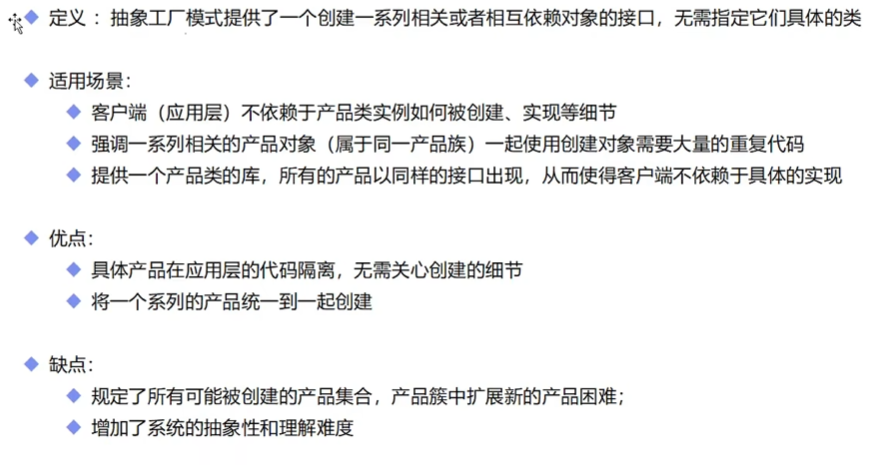 定义：抽象工厂模式提供了一个创建一系列相关或者相互依赖对象的接口，无需指定它们具体的类
适用场景：
客户端（应用层）不依赖于产品类实例如何被创建、实现等细节
强调一系列相关的产品对象（属于同一产品族）一起使用创建对象需要大量的重复代码
提供一个产品类的库，所有的产品以同样的接口出现，从而使得客户端不依赖于具体的实现
优点：
具体产品在应用层的代码隔离，无需关心创建的细节
将一个系列的产品统一到一起创建
缺点：
规定了所有可能被创建的产品集合，产品簇中扩展新的产品困难；
增加了系统的抽象性和理解难度